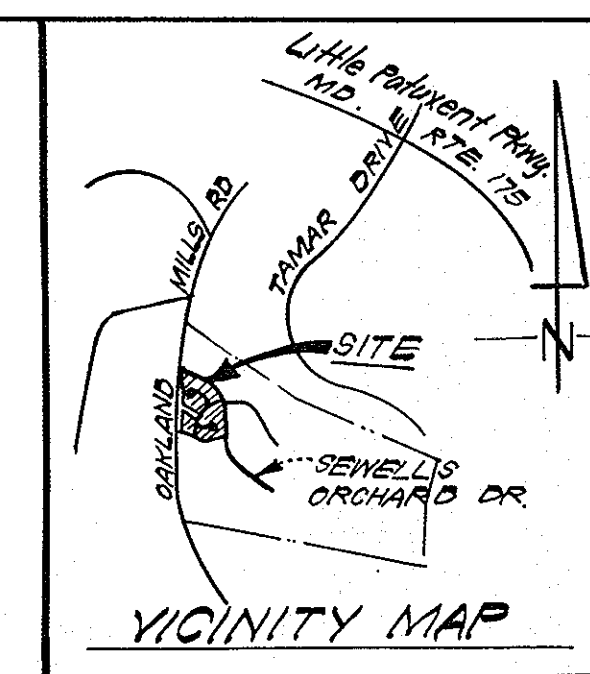 Little Patuxent Pkwy.
MD. RTE. 175
TAMAR DRIVE
OAKLAND MILLS RD
SITE
N
SEWELLS
ORCHARD DR.
VICINITY MAP